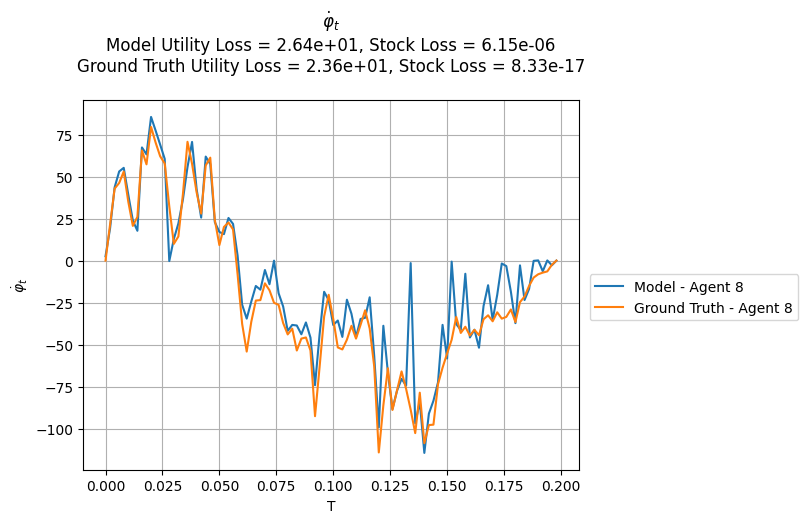 φ̇ₜ
Model Utility Loss = 2.64e+01, Stock Loss = 6.15e-06
Ground Truth Utility Loss = 2.36e+01, Stock Loss = 8.33e-17
75
50
25
0
−25
−50
−75
−100
φ̇ₜ
0.000 0.025 0.050 0.075 0.100 0.125 0.150 0.175 0.200
T
Model - Agent 8
Ground Truth - Agent 8